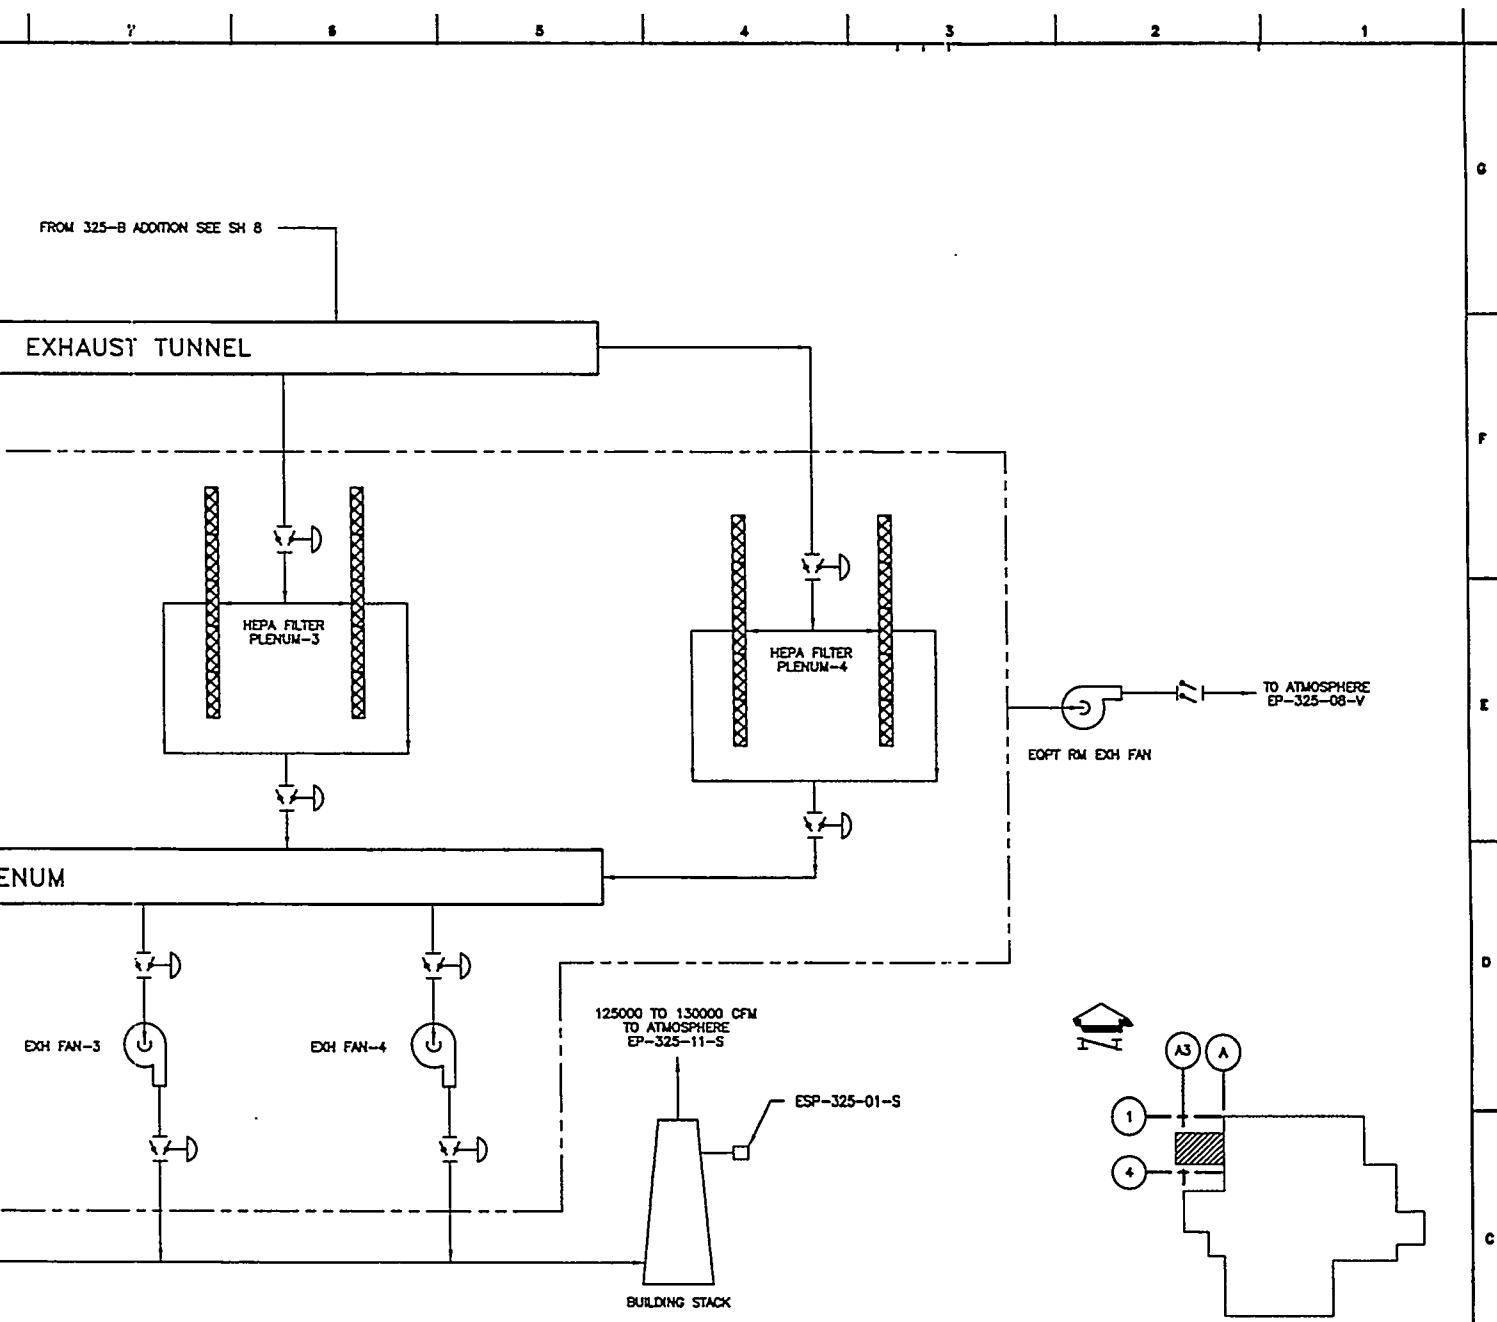 7 6 5 4 3 2 1
G
FROM 325-B ADDITION SEE SH 8
EXHAUST TUNNEL
F
HEPA FILTER
PLENUM-3
HEPA FILTER
PLENUM-4
TO ATMOSPHERE
EP-325-08-V
E
EQPT RM EXH FAN
ENUM
D
125000 TO 130000 CFM
TO ATMOSPHERE
EP-325-11-S
EXH FAN-3
EXH FAN-4
A3 A
ESP-325-01-S
1
4
C
BUILDING STACK